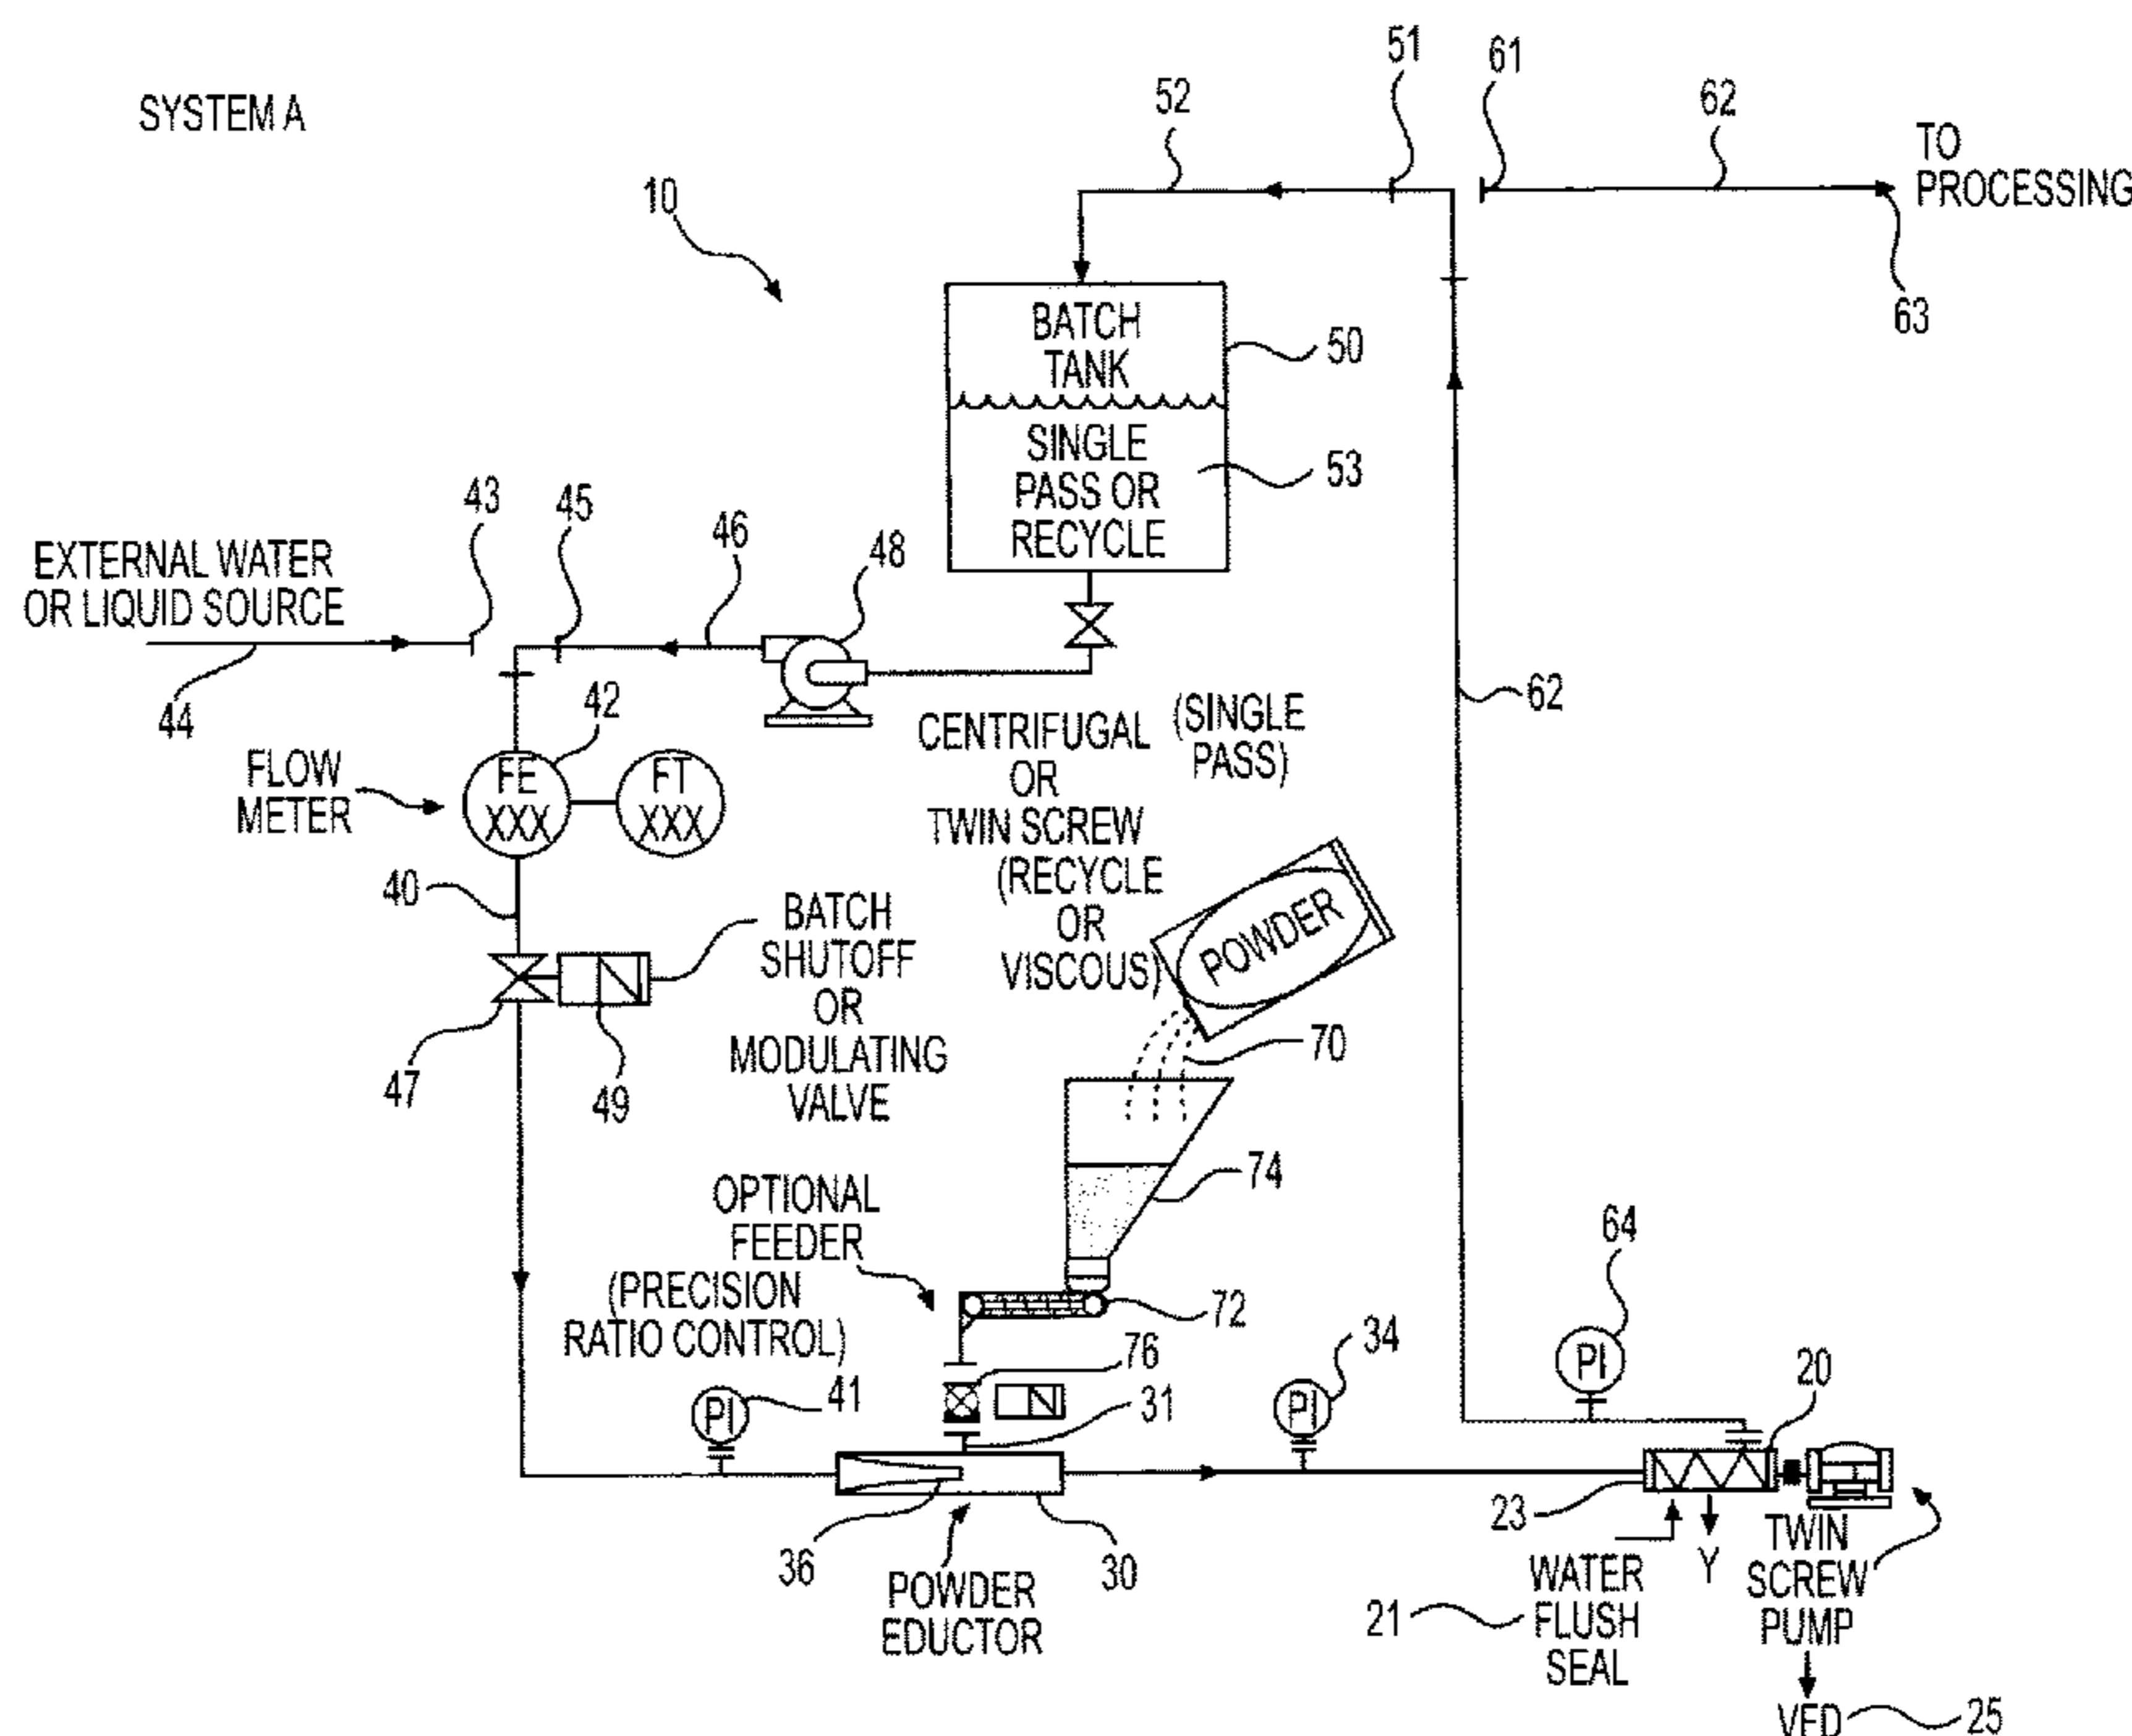 SYSTEM A
51
61
52
62
TO
PROCESSING
10
63
BATCH
TANK
50
SINGLE
PASS OR
RECYCLE
53
43
45
46
48
EXTERNAL WATER
OR LIQUID SOURCE
44
42
62
FLOW
METER
FE
XXX
FT
XXX
CENTRIFUGAL
OR
TWIN SCREW
(RECYCLE
OR
VISCOUS)
(SINGLE
PASS)
40
BATCH
SHUTOFF
OR
MODULATING
VALVE
47
49
POWDER
70
74
OPTIONAL
FEEDER
(PRECISION
RATIO CONTROL)
72
76
31
PI
41
PI
34
PI
64
20
36
30
POWDER
EDUCTOR
23
WATER
FLUSH
SEAL
21
Y
TWIN
SCREW
PUMP
VFD
25